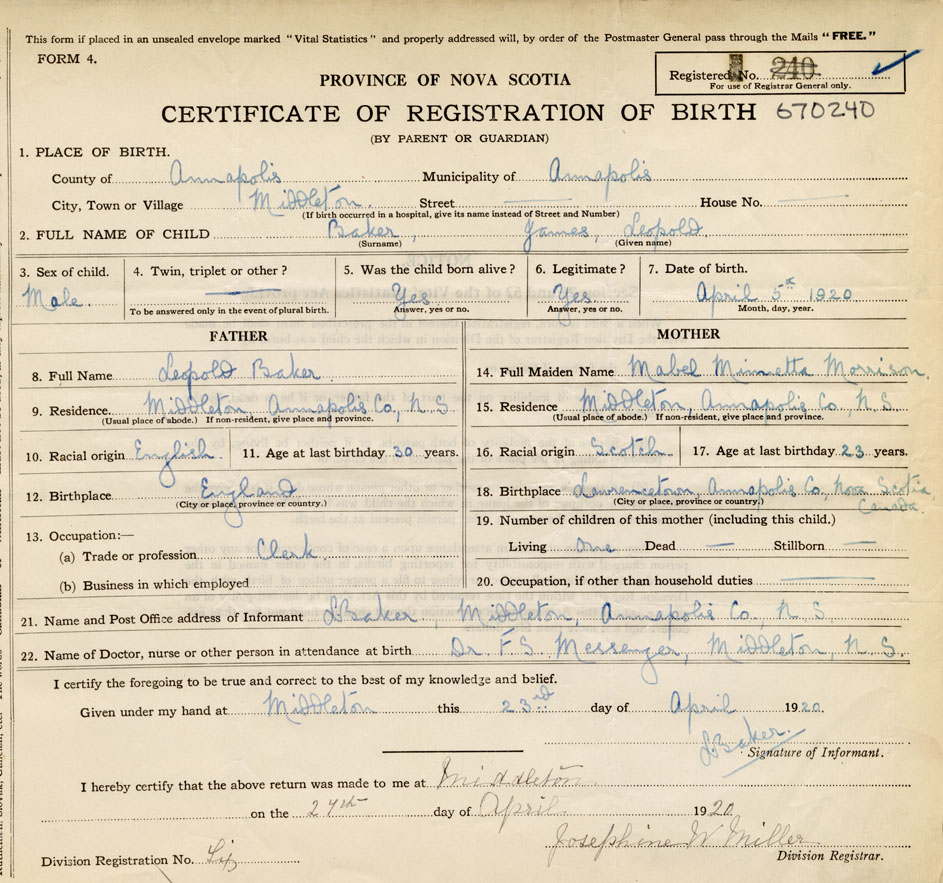 This form if placed in an unsealed envelope marked "Vital Statistics" and properly addressed will, by order of the Postmaster General pass through the Mails "FREE."
FORM 4.
Registered No. 240
For use of Registrar General only.
PROVINCE OF NOVA SCOTIA
CERTIFICATE OF REGISTRATION OF BIRTH 670240
(BY PARENT OR GUARDIAN)
1. PLACE OF BIRTH.
County of Annapolis Municipality of Annapolis
City, Town or Village Middleton. Street House No.
(If birth occurred in a hospital, give its name instead of Street and Number)
2. FULL NAME OF CHILD Baker, James, Leopold
(Surname) (Given name)
3. Sex of child. 4. Twin, triplet or other? 5. Was the child born alive? 6. Legitimate? 7. Date of birth.
Male. — Yes Yes. April 5th 1920
To be answered only in the event of plural birth. Answer, yes or no. Answer, yes or no. Month, day, year.
FATHER
8. Full Name Leopold Baker.
9. Residence. Middleton Annapolis Co., N.S
(Usual place of abode.) If non-resident, give place and province.
10. Racial origin English. 11. Age at last birthday 30 years.
12. Birthplace England
(City or place, province or country.)
13. Occupation:—
(a) Trade or profession. Clerk
(b) Business in which employed
MOTHER
14. Full Maiden Name Mabel Minnetta Morrison.
15. Residence Middleton, Annapolis Co., N.S.
(Usual place of abode.) If non-resident, give place and province.
16. Racial origin Scotch. 17. Age at last birthday 23 years.
18. Birthplace Lawrencetown, Annapolis Co, Nova Scotia,
Canada.
(City or place, province or country.)
19. Number of children of this mother (including this child.)
Living One Dead — Stillborn —
20. Occupation, if other than household duties —
21. Name and Post Office address of Informant L Baker, Middleton, Annapolis Co., N.S.
22. Name of Doctor, nurse or other person in attendance at birth Dr. F S. Messenger, Middleton, N.S.
I certify the foregoing to be true and correct to the best of my knowledge and belief.
Given under my hand at Middleton this 23rd day of April 1920.
L Baker.
Signature of Informant.
I hereby certify that the above return was made to me at Middleton
on the 24th day of April 1920
Josephine W Miller
Division Registration No. Division Registrar.